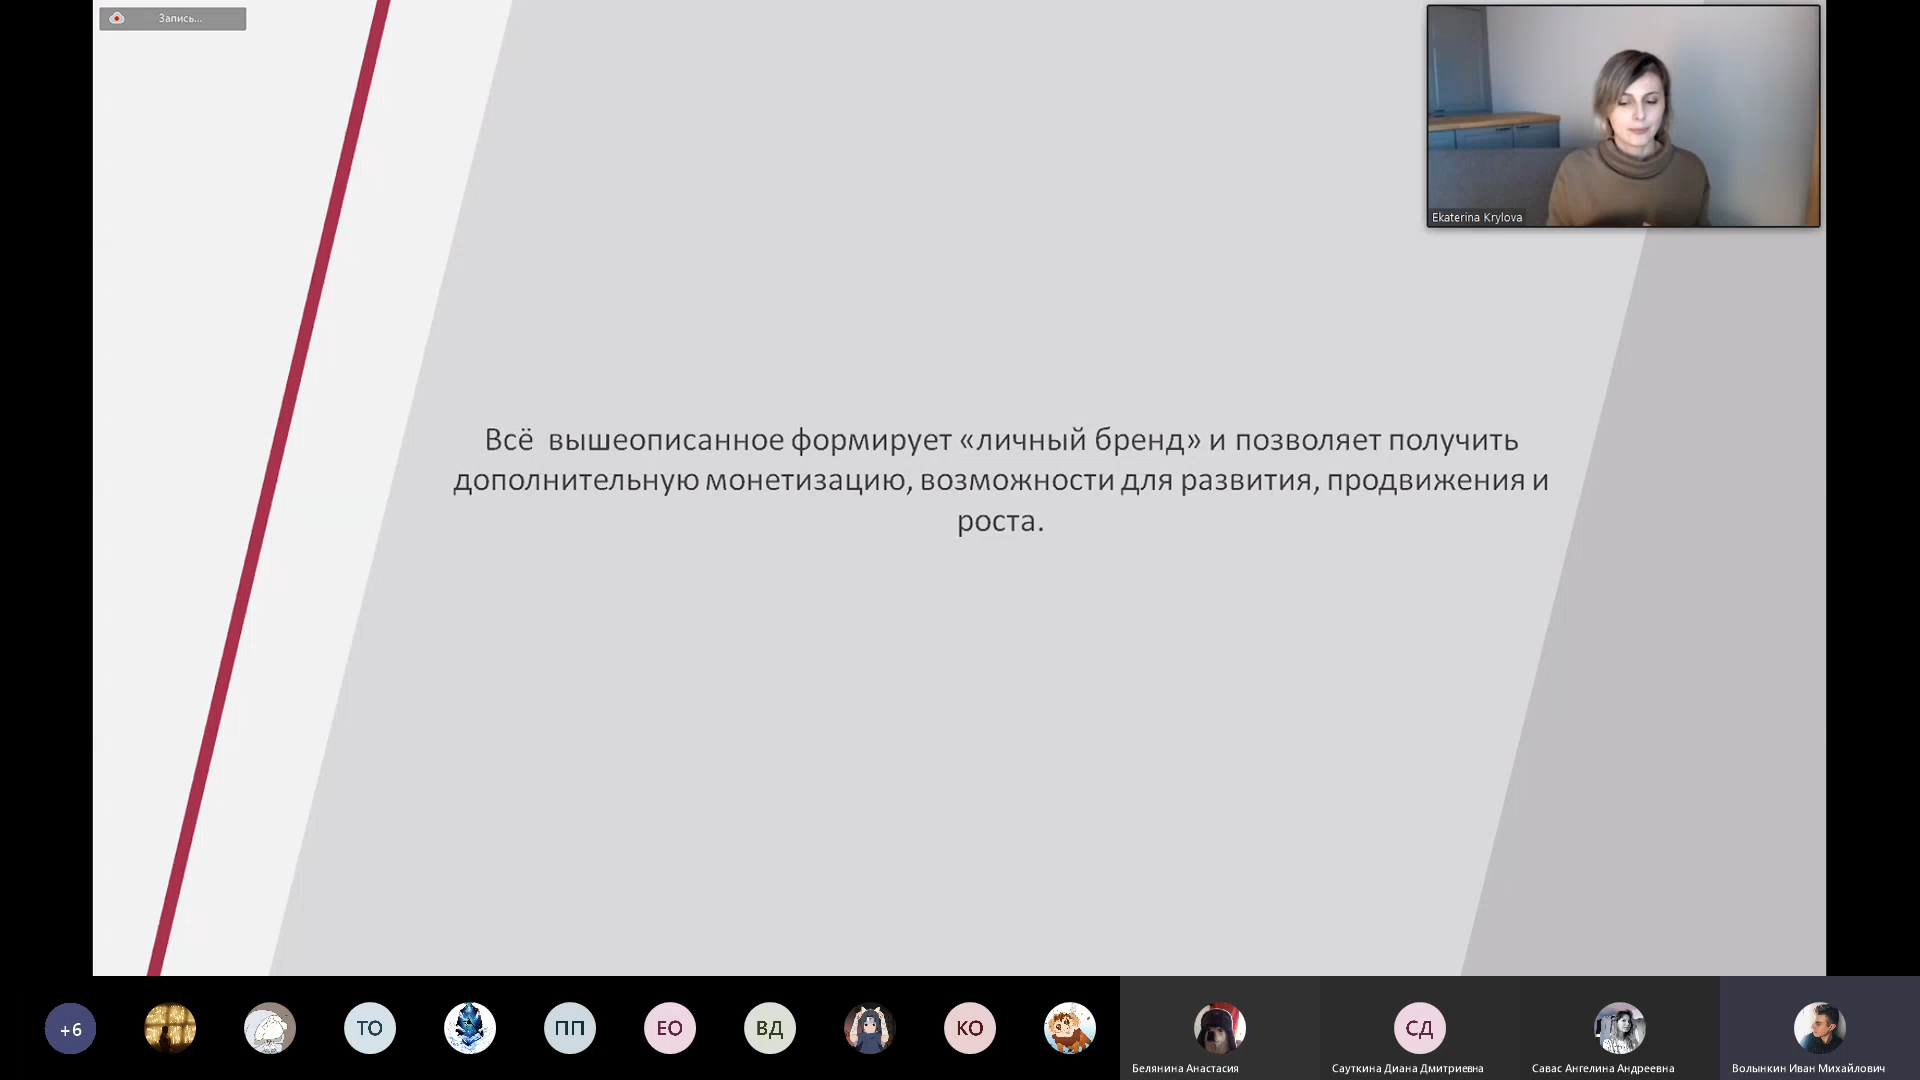 Запись...
Ekaterina Krylova
Всё вышеописанное формирует «личный бренд» и позволяет получить
дополнительную монетизацию, возможности для развития, продвижения и
роста.
+6
ТО
ПП
ЕО
ВД
КО
СД
Белянина Анастасия
Сауткина Диана Дмитриевна
Савас Ангелина Андреевна
Волынкин Иван Михайлович